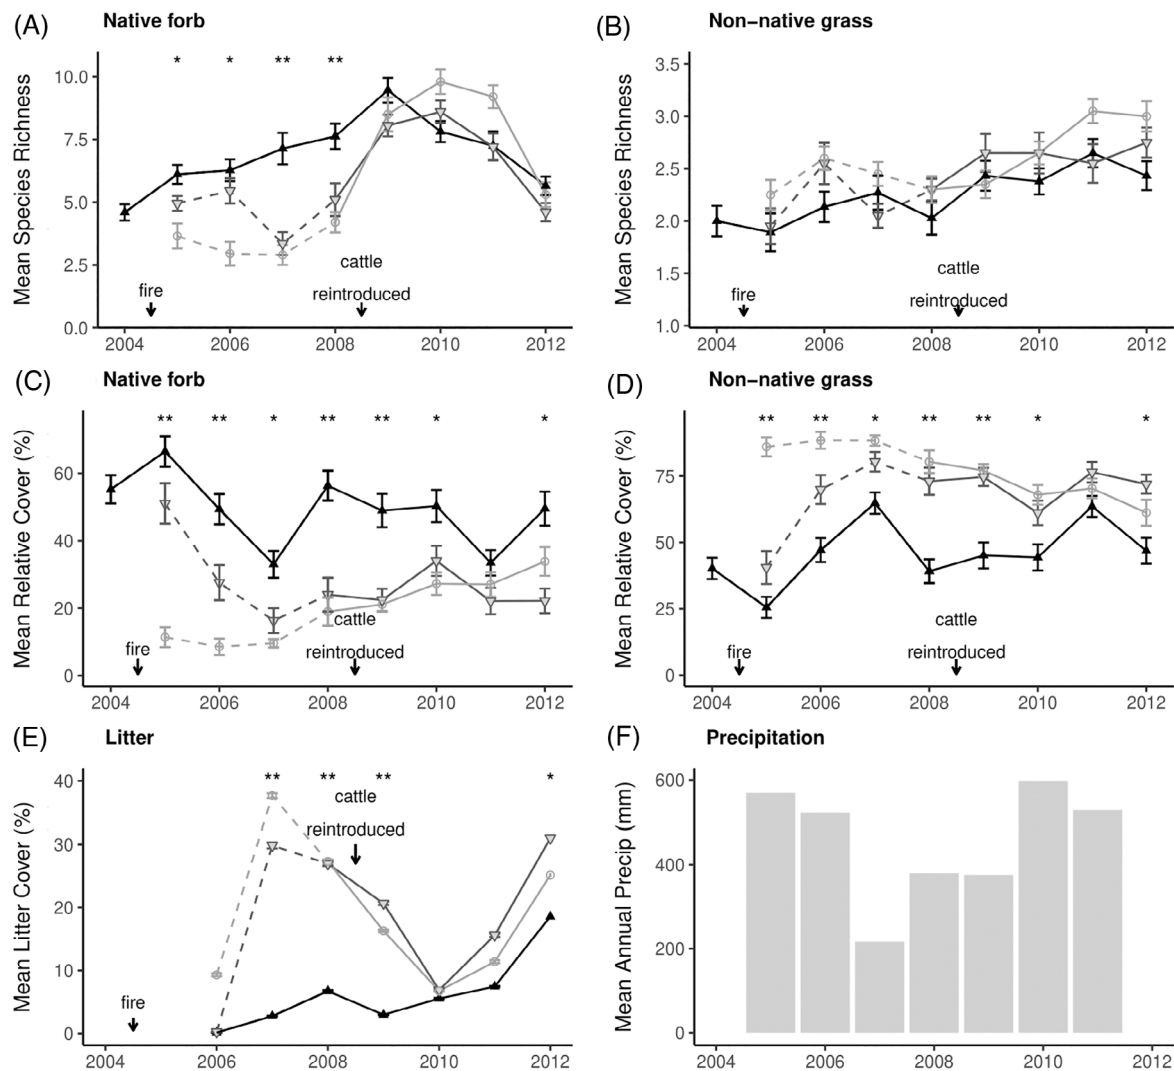 (A) Native forb
* * ** **
Mean Species Richness
10.0
7.5
5.0
2.5
0.0
cattle
reintroduced
fire
2004 2006 2008 2010 2012
(B) Non-native grass
Mean Species Richness
3.5
3.0
2.5
2.0
1.5
1.0
cattle
reintroduced
fire
2004 2006 2008 2010 2012
(C) Native forb
** ** * ** ** * *
Mean Relative Cover (%)
60
40
20
0
cattle
reintroduced
fire
2004 2006 2008 2010 2012
(D) Non-native grass
** ** * ** ** * *
Mean Relative Cover (%)
75
50
25
0
cattle
reintroduced
fire
2004 2006 2008 2010 2012
(E) Litter
** ** ** *
Mean Litter Cover (%)
40
30
20
10
0
cattle
reintroduced
fire
2004 2006 2008 2010 2012
(F) Precipitation
Mean Annual Precip (mm)
600
400
200
0
2004 2006 2008 2010 2012